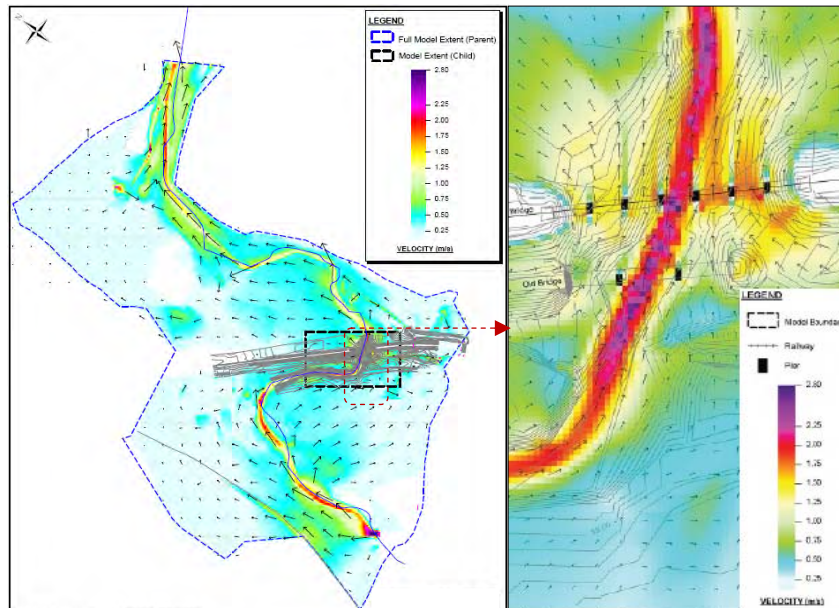 LEGEND
Full Model Extent (Parent)
Model Extent (Child)
2.80
2.25
2.00
1.75
1.50
1.25
1.00
0.75
0.50
0.25
VELOCITY (m/s)
Bridge
Old Bridge
LEGEND
Model Boundar
Railway
Pier
2.80
2.25
2.00
1.75
1.50
1.25
1.00
0.75
0.50
0.25
VELOCITY (m/s)